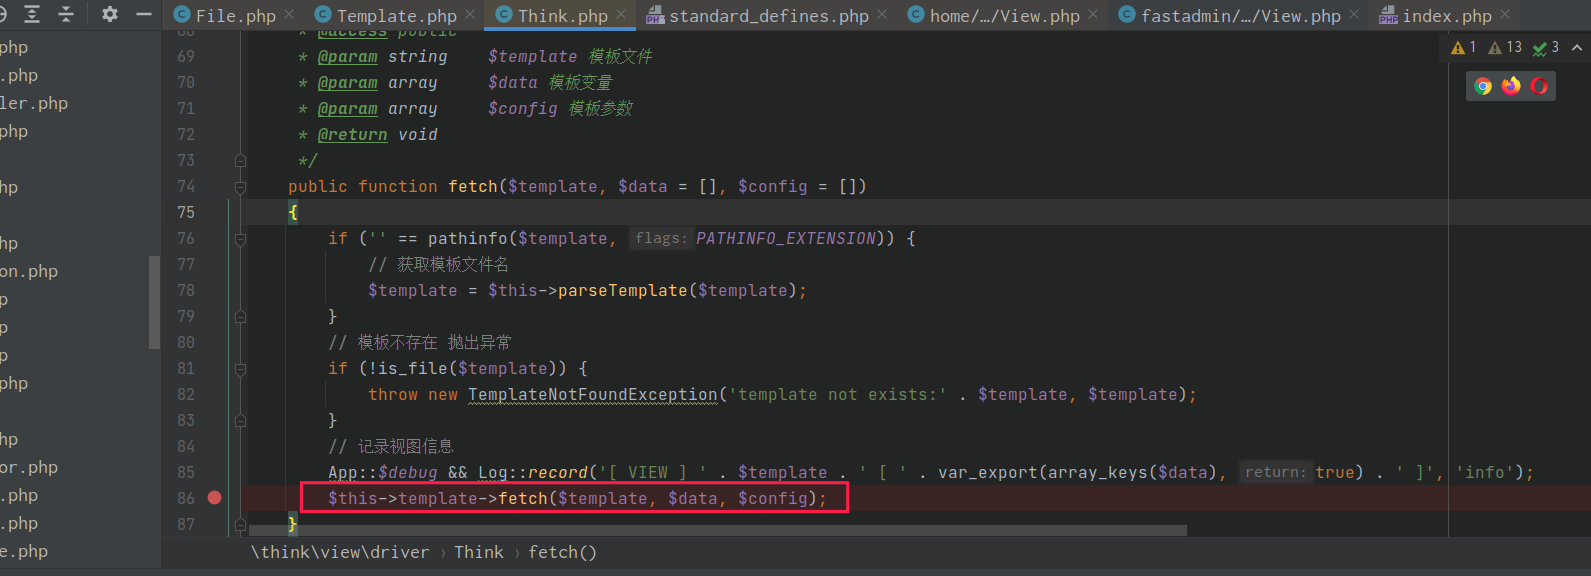 File.php Template.php Think.php standard_defines.php home/.../View.php fastadmin/.../View.php index.php
php
.php
ler.php
php
hp
hp
on.php
p
p
p
php
hp
or.php
.php
.php
e.php
1 13 3
68 * @access public
69 * @param string $template 模板文件
70 * @param array $data 模板变量
71 * @param array $config 模板参数
72 * @return void
73 */
74 public function fetch($template, $data = [], $config = [])
75 {
76 if ('' == pathinfo($template, flags: PATHINFO_EXTENSION)) {
77 // 获取模板文件名
78 $template = $this->parseTemplate($template);
79 }
80 // 模板不存在 抛出异常
81 if (!is_file($template)) {
82 throw new TemplateNotFoundException('template not exists:' . $template, $template);
83 }
84 // 记录视图信息
85 App::$debug && Log::record('[ VIEW ] ' . $template . ' [ ' . var_export(array_keys($data), return: true) . ' ]', 'info');
86 $this->template->fetch($template, $data, $config);
87 }
\think\view\driver › Think › fetch()